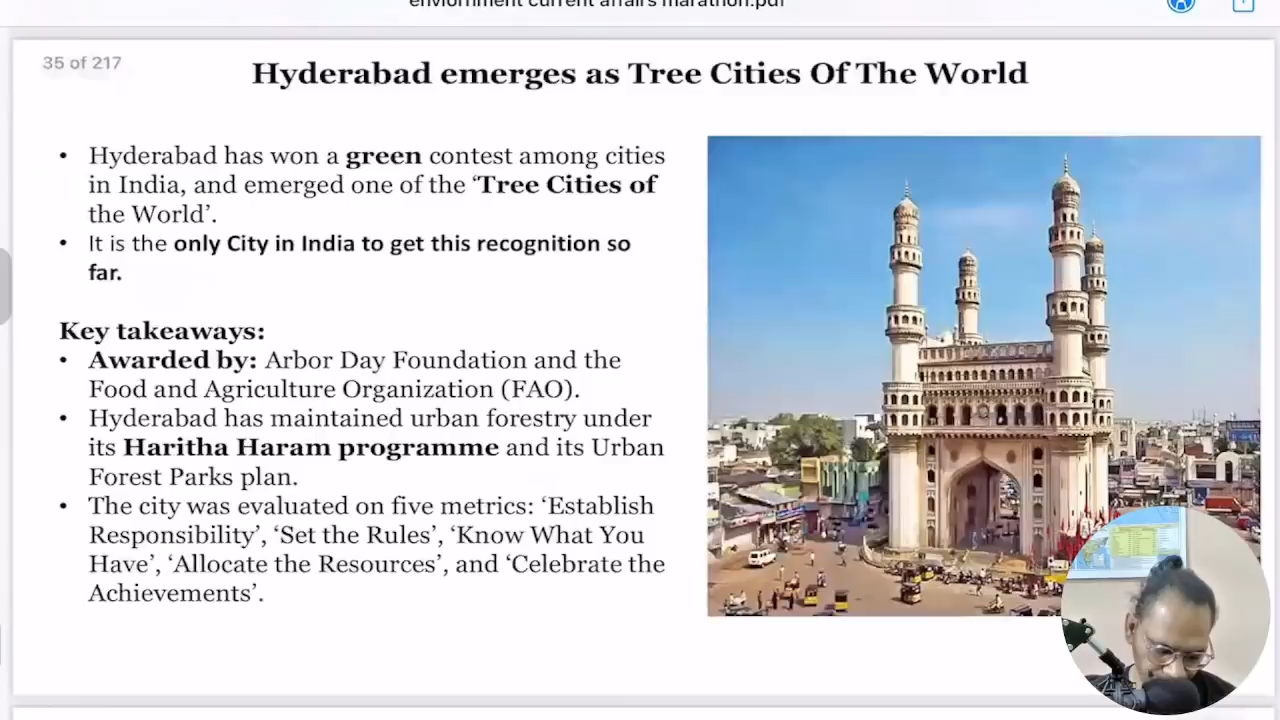 enviornment current affairs marathon.pdf
35 of 217
Hyderabad emerges as Tree Cities Of The World
• Hyderabad has won a green contest among cities
in India, and emerged one of the ‘Tree Cities of
the World’.
• It is the only City in India to get this recognition so
far.
Key takeaways:
• Awarded by: Arbor Day Foundation and the
Food and Agriculture Organization (FAO).
• Hyderabad has maintained urban forestry under
its Haritha Haram programme and its Urban
Forest Parks plan.
• The city was evaluated on five metrics: ‘Establish
Responsibility’, ‘Set the Rules’, ‘Know What You
Have’, ‘Allocate the Resources’, and ‘Celebrate the
Achievements’.